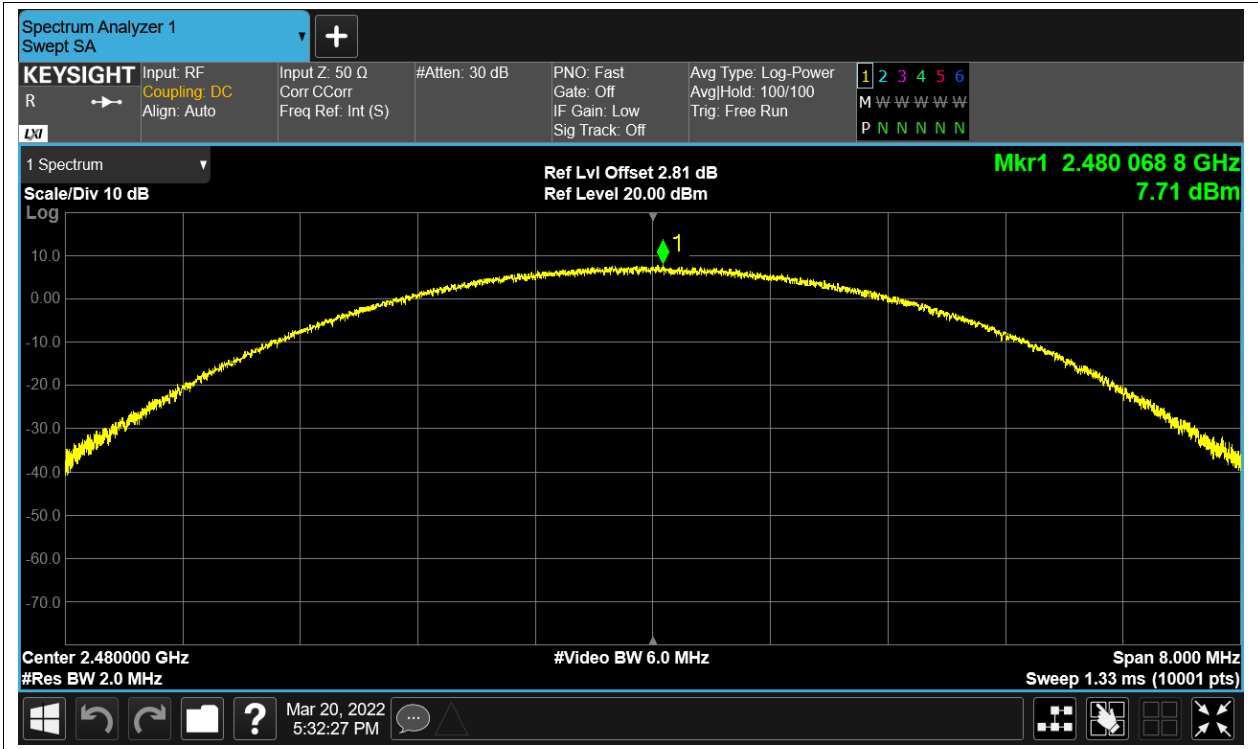 Spectrum Analyzer 1
Swept SA
KEYSIGHT
R
LXI
Input: RF
Coupling: DC
Align: Auto
Input Z: 50 Ω
Corr CCorr
Freq Ref: Int (S)
#Atten: 30 dB
PNO: Fast
Gate: Off
IF Gain: Low
Sig Track: Off
Avg Type: Log-Power
Avg|Hold: 100/100
Trig: Free Run
1 2 3 4 5 6
M W W W W W W
P N N N N N
1 Spectrum
Scale/Div 10 dB
Log
Ref Lvl Offset 2.81 dB
Ref Level 20.00 dBm
Mkr1 2.480 068 8 GHz
7.71 dBm
1
10.0
0.00
-10.0
-20.0
-30.0
-40.0
-50.0
-60.0
-70.0
Center 2.480000 GHz
#Res BW 2.0 MHz
#Video BW 6.0 MHz
Span 8.000 MHz
Sweep 1.33 ms (10001 pts)
?
Mar 20, 2022
5:32:27 PM